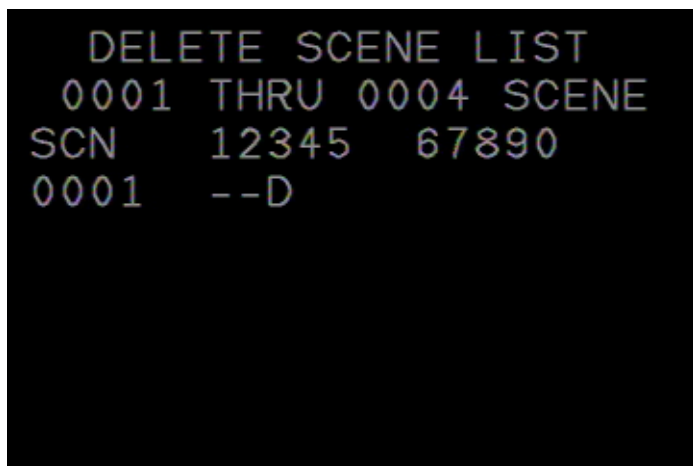 DELETE SCENE LIST
0001 THRU 0004 SCENE
SCN 12345 67890
0001 --D